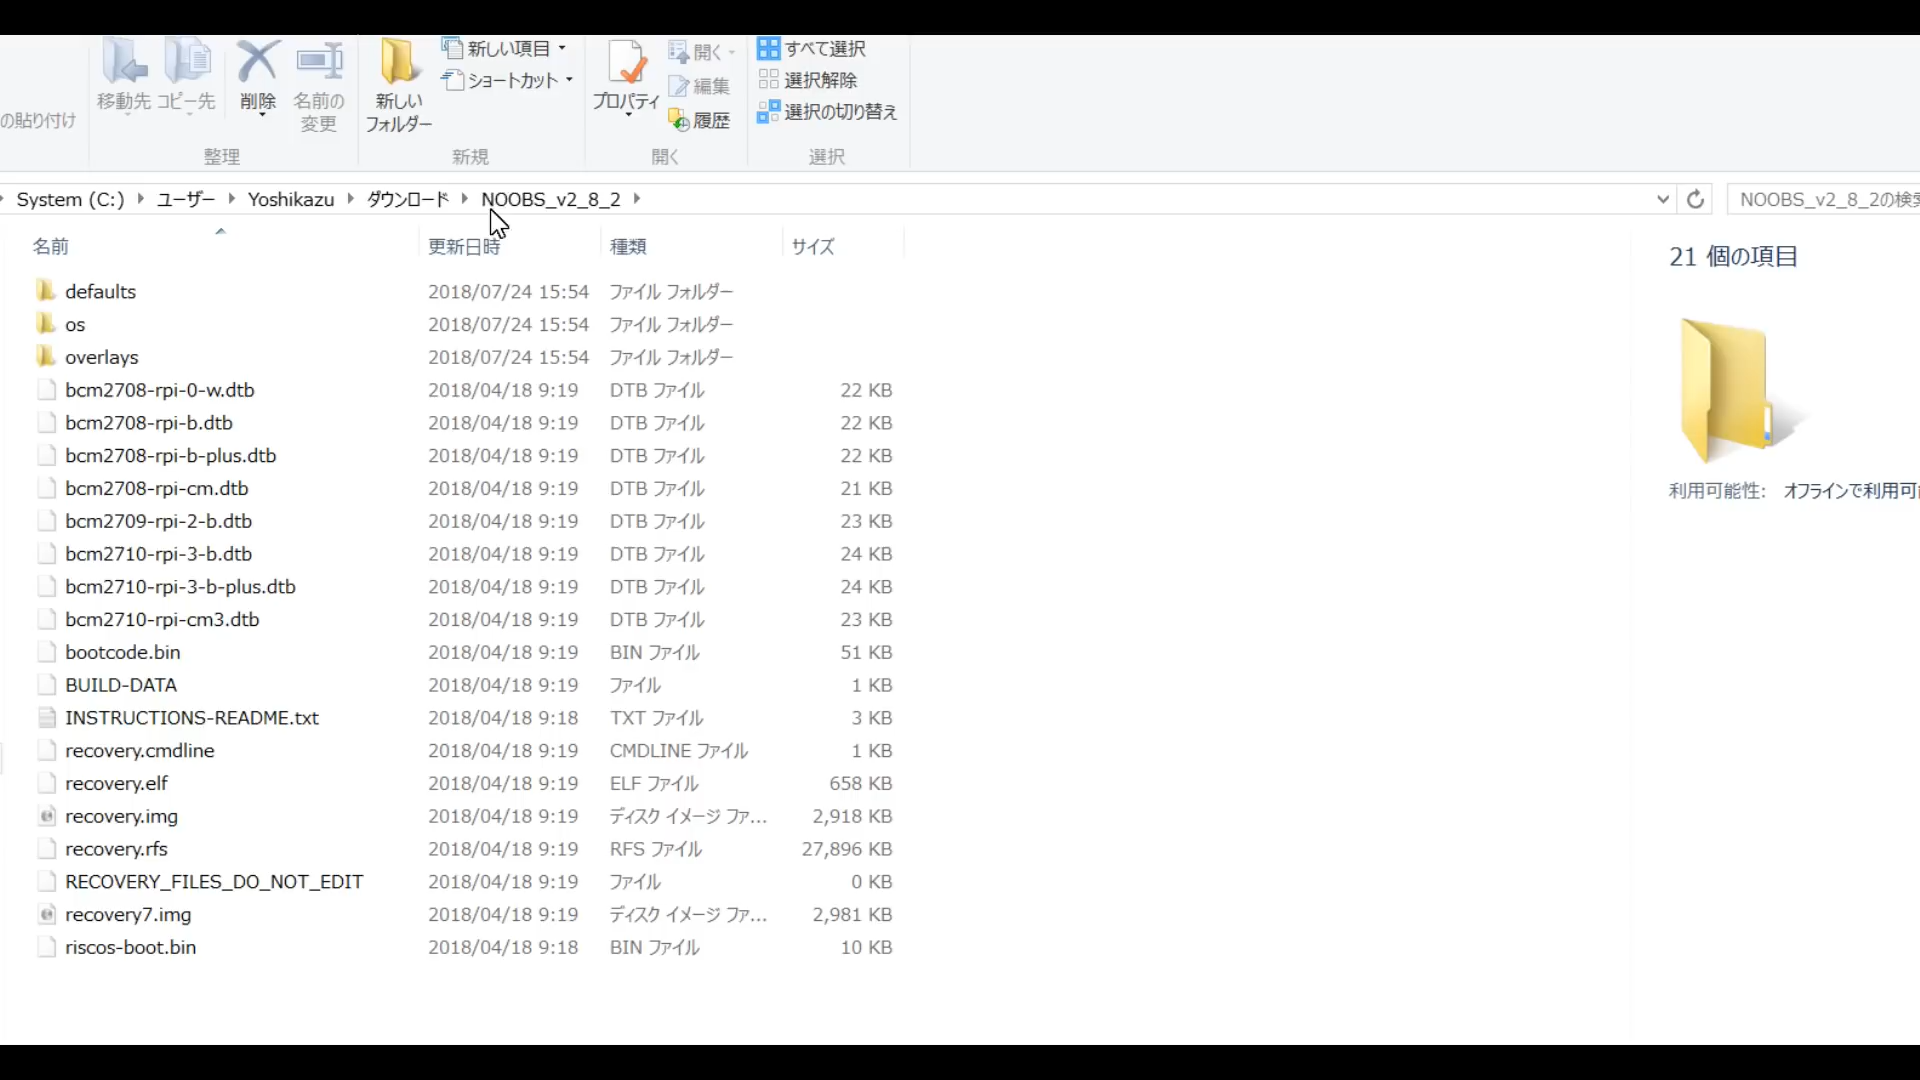 の貼り付け
移動先
コピー先
削除
名前の
変更
整理
新しい
フォルダー
新しい項目
ショートカット
新規
プロパティ
開く
編集
履歴
開く
すべて選択
選択解除
選択の切り替え
選択
System (C:) ユーザー Yoshikazu ダウンロード NOOBS_v2_8_2
NOOBS_v2_8_2の検索
名前 更新日時 種類 サイズ
defaults 2018/07/24 15:54 ファイル フォルダー
os 2018/07/24 15:54 ファイル フォルダー
overlays 2018/07/24 15:54 ファイル フォルダー
bcm2708-rpi-0-w.dtb 2018/04/18 9:19 DTB ファイル 22 KB
bcm2708-rpi-b.dtb 2018/04/18 9:19 DTB ファイル 22 KB
bcm2708-rpi-b-plus.dtb 2018/04/18 9:19 DTB ファイル 22 KB
bcm2708-rpi-cm.dtb 2018/04/18 9:19 DTB ファイル 21 KB
bcm2709-rpi-2-b.dtb 2018/04/18 9:19 DTB ファイル 23 KB
bcm2710-rpi-3-b.dtb 2018/04/18 9:19 DTB ファイル 24 KB
bcm2710-rpi-3-b-plus.dtb 2018/04/18 9:19 DTB ファイル 24 KB
bcm2710-rpi-cm3.dtb 2018/04/18 9:19 DTB ファイル 23 KB
bootcode.bin 2018/04/18 9:19 BIN ファイル 51 KB
BUILD-DATA 2018/04/18 9:19 ファイル 1 KB
INSTRUCTIONS-README.txt 2018/04/18 9:18 TXT ファイル 3 KB
recovery.cmdline 2018/04/18 9:19 CMDLINE ファイル 1 KB
recovery.elf 2018/04/18 9:19 ELF ファイル 658 KB
recovery.img 2018/04/18 9:19 ディスク イメージ ファ... 2,918 KB
recovery.rfs 2018/04/18 9:19 RFS ファイル 27,896 KB
RECOVERY_FILES_DO_NOT_EDIT 2018/04/18 9:19 ファイル 0 KB
recovery7.img 2018/04/18 9:19 ディスク イメージ ファ... 2,981 KB
riscos-boot.bin 2018/04/18 9:18 BIN ファイル 10 KB
21 個の項目
利用可能性: オフラインで利用可